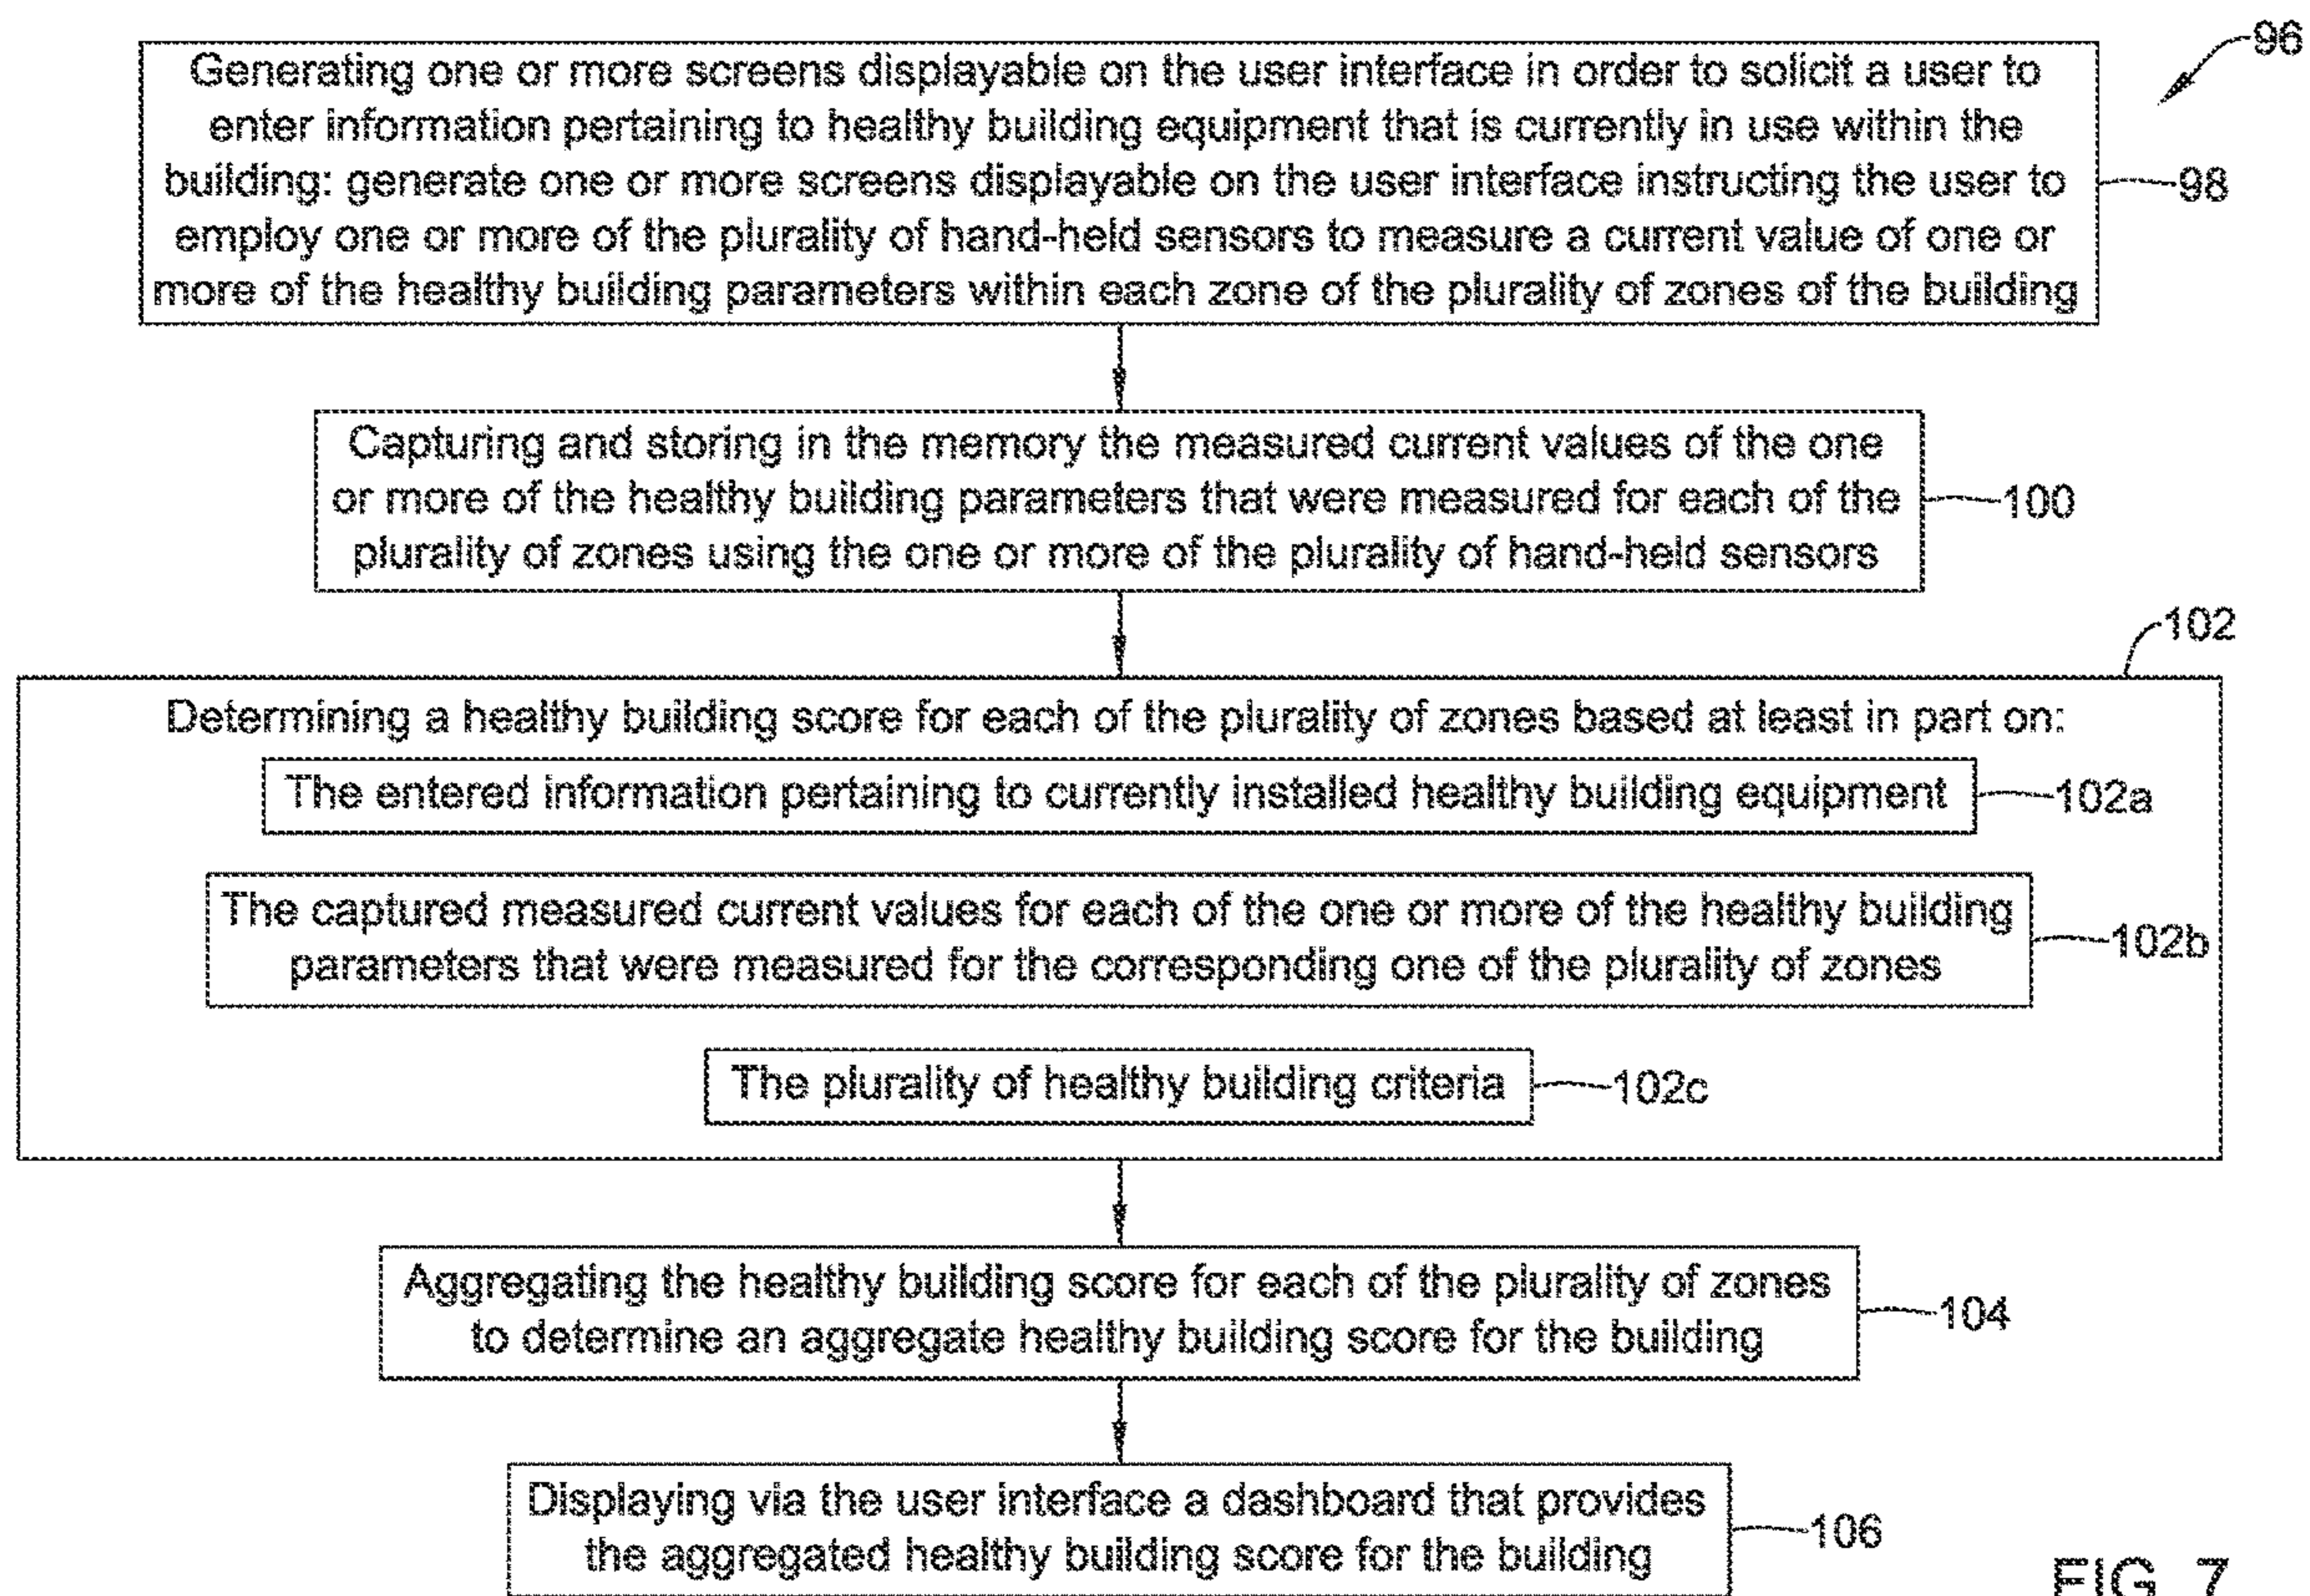 96
Generating one or more screens displayable on the user interface in order to solicit a user to
enter information pertaining to healthy building equipment that is currently in use within the
building: generate one or more screens displayable on the user interface instructing the user to
employ one or more of the plurality of hand-held sensors to measure a current value of one or
more of the healthy building parameters within each zone of the plurality of zones of the building
98
Capturing and storing in the memory the measured current values of the one
or more of the healthy building parameters that were measured for each of the
plurality of zones using the one or more of the plurality of hand-held sensors
100
102
Determining a healthy building score for each of the plurality of zones based at least in part on:
The entered information pertaining to currently installed healthy building equipment
102a
The captured measured current values for each of the one or more of the healthy building
parameters that were measured for the corresponding one of the plurality of zones
102b
The plurality of healthy building criteria
102c
Aggregating the healthy building score for each of the plurality of zones
to determine an aggregate healthy building score for the building
104
Displaying via the user interface a dashboard that provides
the aggregated healthy building score for the building
106
FIG. 7